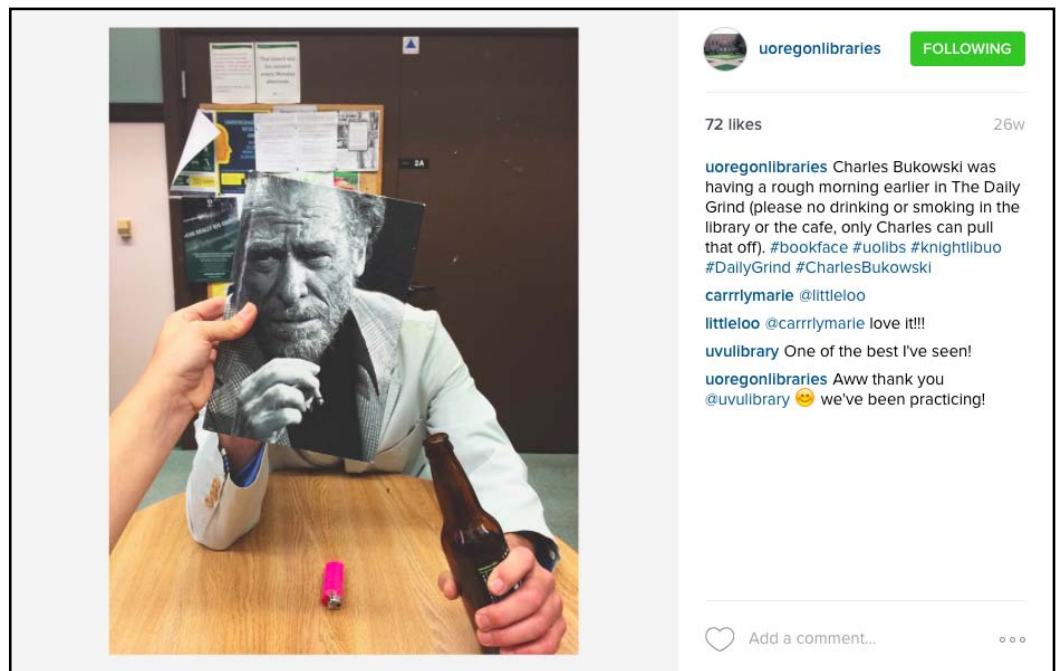 uoregonlibraries
FOLLOWING
72 likes
26w
uoregonlibraries Charles Bukowski was
having a rough morning earlier in The Daily
Grind (please no drinking or smoking in the
library or the cafe, only Charles can pull
that off). #bookface #uolibs #knightlibuo
#DailyGrind #CharlesBukowski
carrrlymarie @littleloo
littleloo @carrrlymarie love it!!!
uvulibrary One of the best I've seen!
uoregonlibraries Aww thank you
@uvulibrary 😊 we've been practicing!
Add a comment...
2A